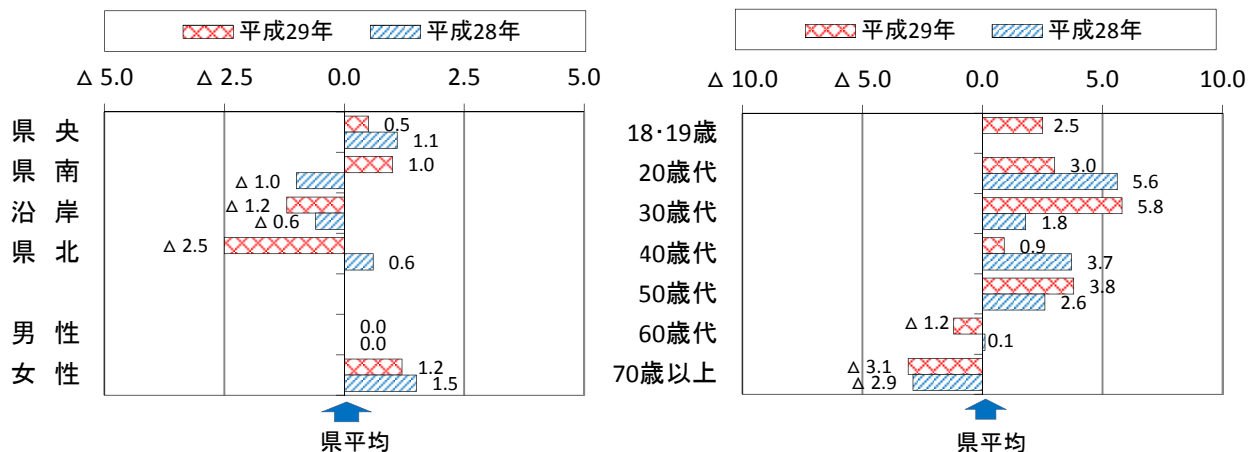 平成29年 平成28年
△ 5.0 △ 2.5 0.0 2.5 5.0
県 央 0.5
1.1
県 南 1.0
△ 1.0
沿 岸 △ 1.2
△ 0.6
県 北 △ 2.5
0.6
男 性 0.0
0.0
女 性 1.2
1.5
県平均
平成29年 平成28年
△ 10.0 △ 5.0 0.0 5.0 10.0
18･19歳 2.5
20歳代 3.0
5.6
30歳代 5.8
1.8
40歳代 0.9
3.7
50歳代 3.8
2.6
60歳代 △ 1.2
0.1
70歳以上 △ 3.1
△ 2.9
県平均